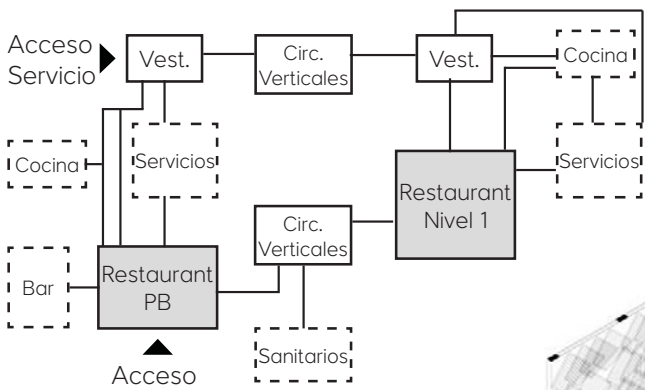 Acceso
Servicio
Vest.
Circ.
Verticales
Vest.
Cocina
Cocina
Servicios
Servicios
Restaurant
Nivel 1
Circ.
Verticales
Bar
Restaurant
PB
Sanitarios
Acceso